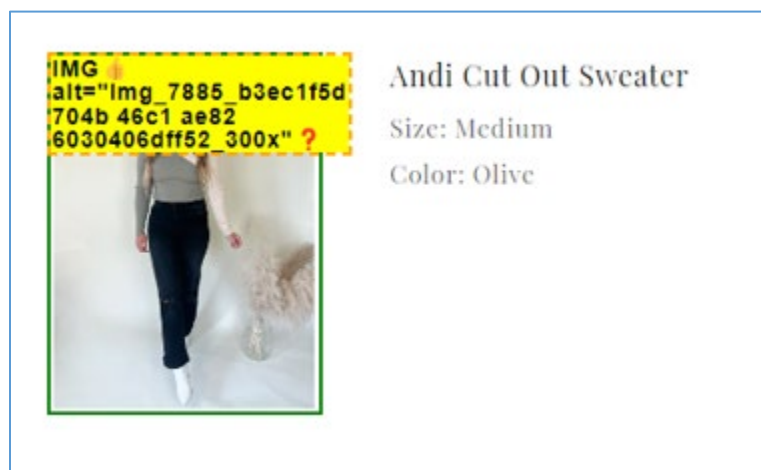 IMG 👍
alt="Img_7885_b3ec1f5d
704b 46c1 ae82
6030406dff52_300x" ❓
Andi Cut Out Sweater
Size: Medium
Color: Olive